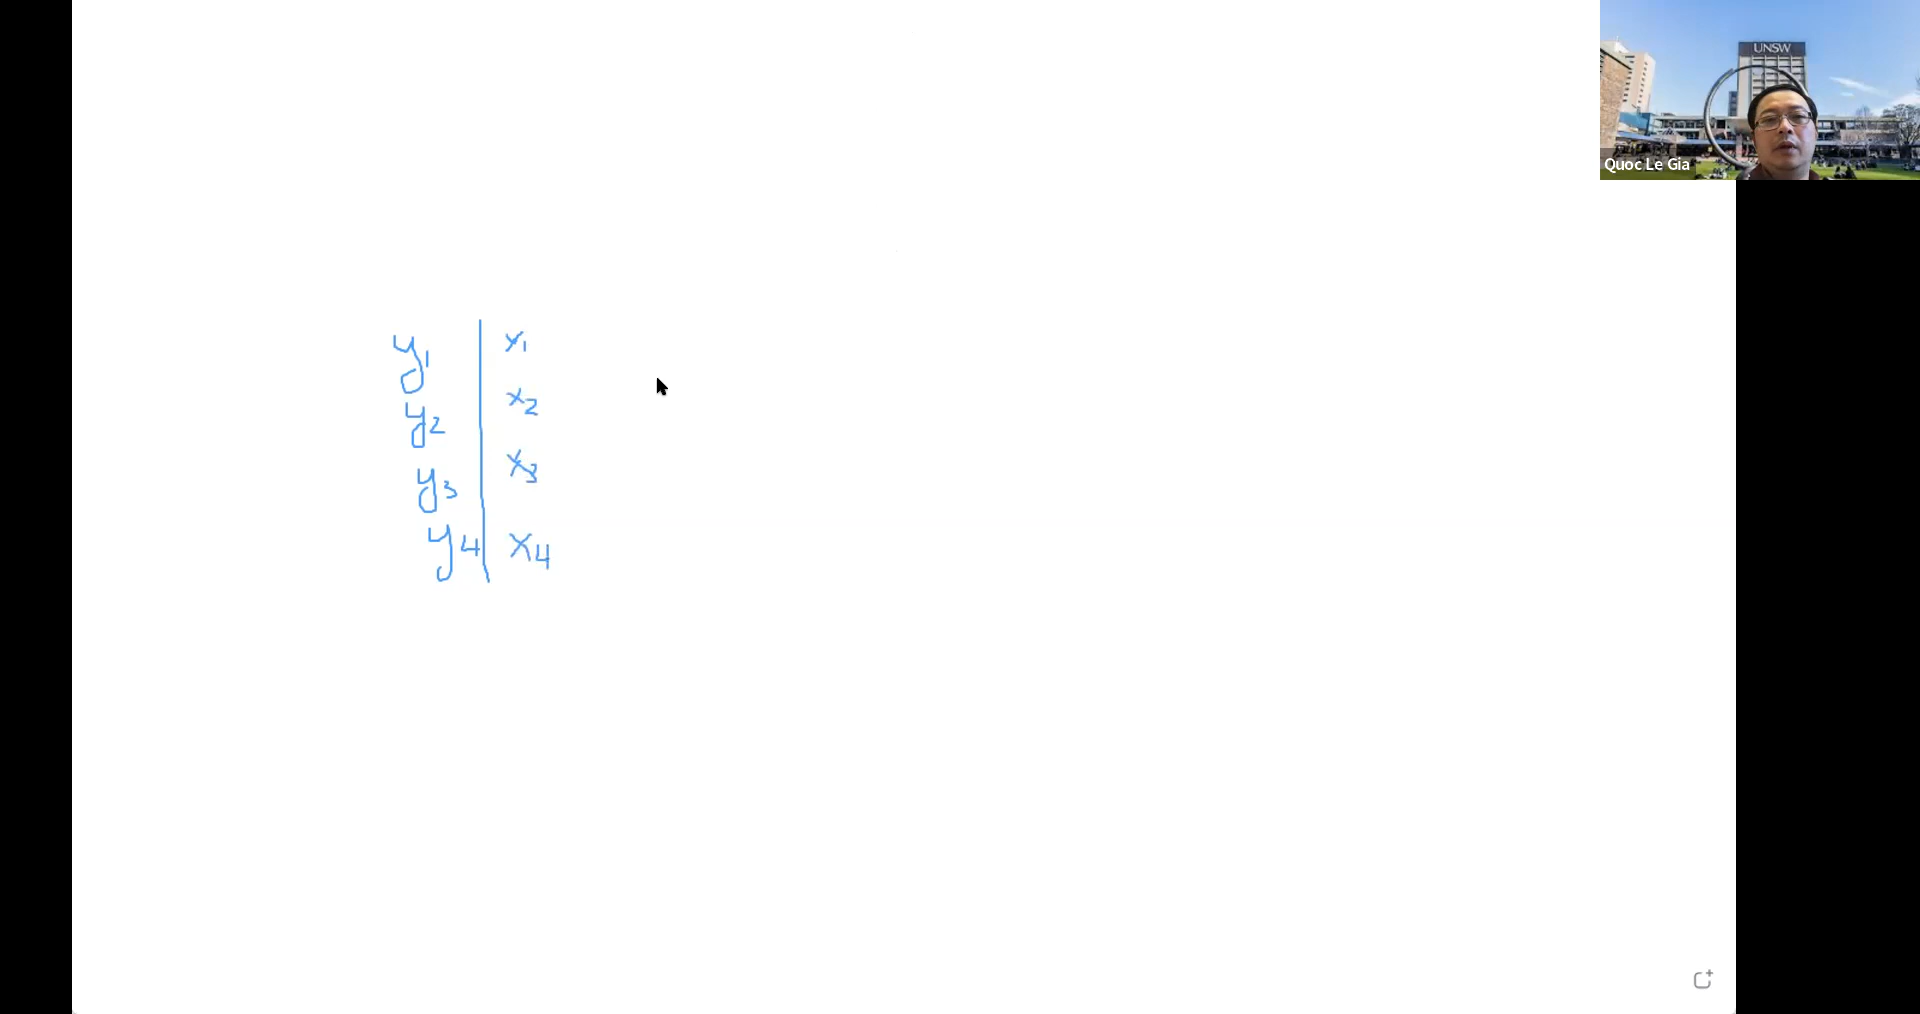 UNSW
Quoc Le Gia
y1 | x1
y2 | x2
y3 | x3
y4 | x4